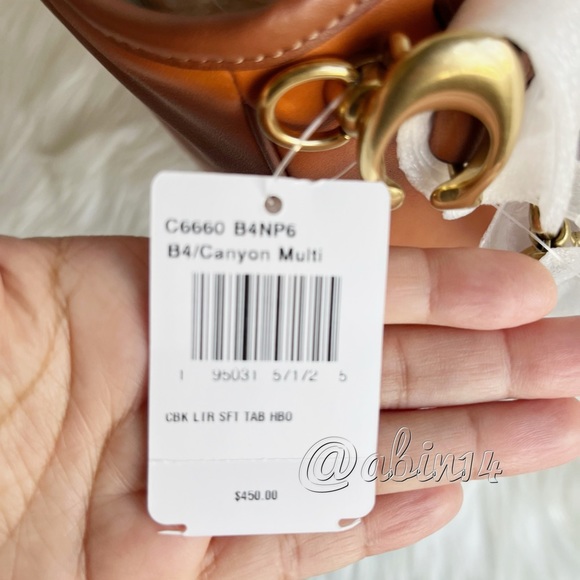 C6660 B4NP6
B4/Canyon Multi
1 95031 57172 5
CBK LTR SFT TAB HBO
@abin14
$450.00